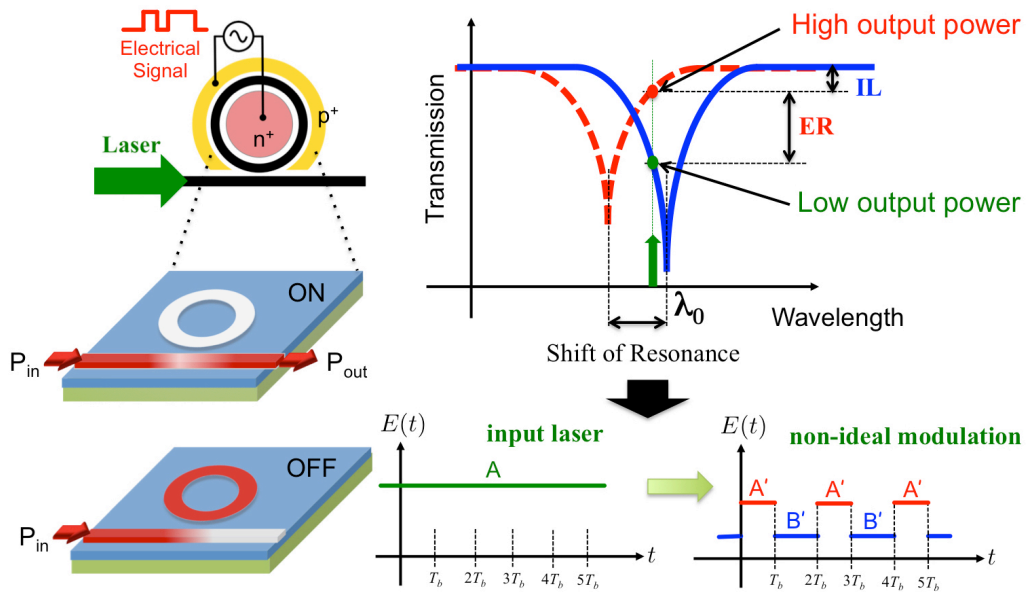 Electrical
Signal
p+
n+
Laser
ON
Pin
Pout
OFF
Pin
Transmission
High output power
IL
ER
Low output power
λ0
Wavelength
Shift of Resonance
E(t)
input laser
A
t
Tb
2Tb
3Tb
4Tb
5Tb
E(t)
non-ideal modulation
A'
A'
A'
B'
B'
t
Tb
2Tb
3Tb
4Tb
5Tb